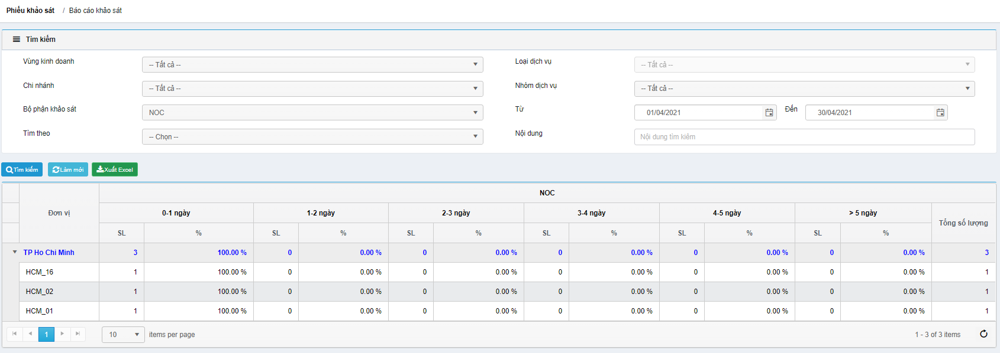 Phiếu khảo sát / Báo cáo khảo sát
Tìm kiếm
Vùng kinh doanh -- Tất cả -- Loại dịch vụ -- Tất cả --
Chi nhánh -- Tất cả -- Nhóm dịch vụ -- Tất cả --
Bộ phận khảo sát NOC Từ 01/04/2021 Đến 30/04/2021
Tìm theo -- Chọn -- Nội dung Nội dung tìm kiếm
Tìm kiếm Làm mới Xuất Excel
NOC
Đơn vị 0-1 ngày 1-2 ngày 2-3 ngày 3-4 ngày 4-5 ngày > 5 ngày Tổng số lượng
SL % SL % SL % SL % SL % SL %
TP Ho Chi Minh 3 100.00 % 0 0.00 % 0 0.00 % 0 0.00 % 0 0.00 % 0 0.00 % 3
HCM_16 1 100.00 % 0 0.00 % 0 0.00 % 0 0.00 % 0 0.00 % 0 0.00 % 1
HCM_02 1 100.00 % 0 0.00 % 0 0.00 % 0 0.00 % 0 0.00 % 0 0.00 % 1
HCM_01 1 100.00 % 0 0.00 % 0 0.00 % 0 0.00 % 0 0.00 % 0 0.00 % 1
1 10 items per page 1 - 3 of 3 items